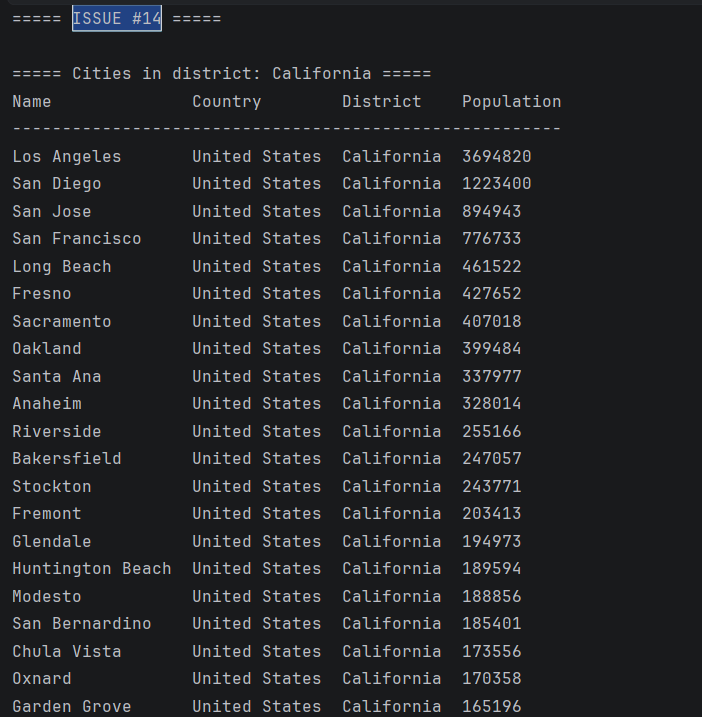 ===== ISSUE #14 =====
===== Cities in district: California =====
Name Country District Population
-------------------------------------------------------
Los Angeles United States California 3694820
San Diego United States California 1223400
San Jose United States California 894943
San Francisco United States California 776733
Long Beach United States California 461522
Fresno United States California 427652
Sacramento United States California 407018
Oakland United States California 399484
Santa Ana United States California 337977
Anaheim United States California 328014
Riverside United States California 255166
Bakersfield United States California 247057
Stockton United States California 243771
Fremont United States California 203413
Glendale United States California 194973
Huntington Beach United States California 189594
Modesto United States California 188856
San Bernardino United States California 185401
Chula Vista United States California 173556
Oxnard United States California 170358
Garden Grove United States California 165196